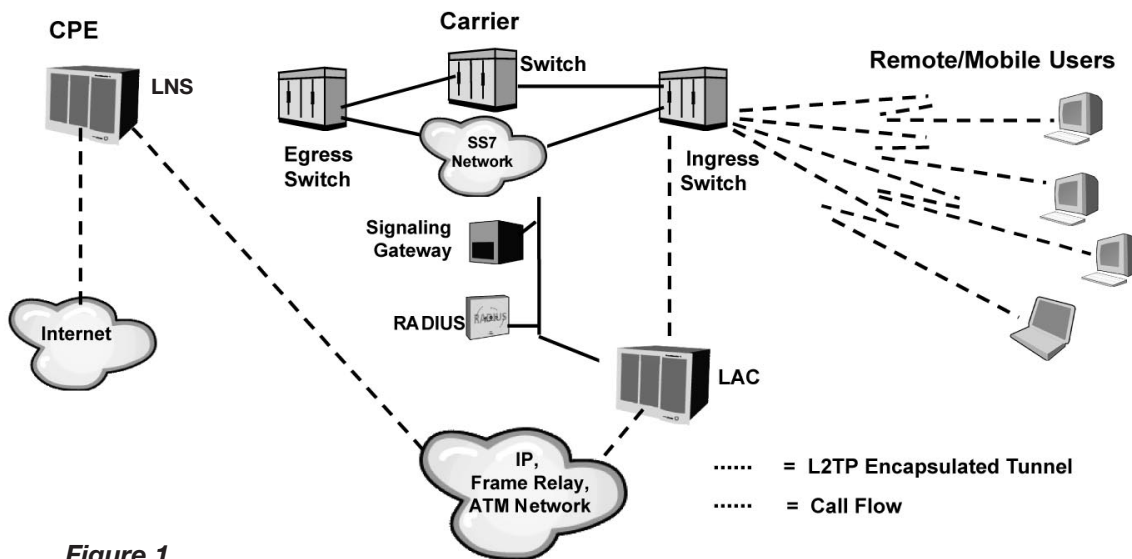 Carrier
CPE
LNS
Switch
Remote/Mobile Users
SS7
Network
Egress
Switch
Ingress
Switch
Signaling
Gateway
Internet
RADIUS
RADIUS
LAC
IP,
Frame Relay,
ATM Network
= L2TP Encapsulated Tunnel
= Call Flow
Figure 1